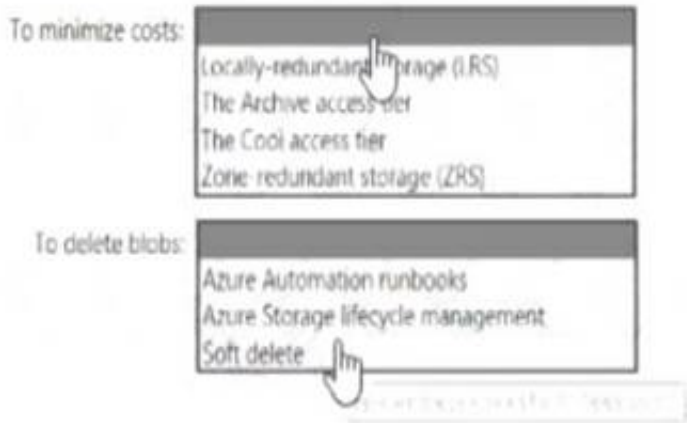 To minimize costs:
Locally-redundant storage (LRS)
The Archive access tier
The Cool access tier
Zone-redundant storage (ZRS)
To delete blobs:
Azure Automation runbooks
Azure Storage lifecycle management
Soft delete